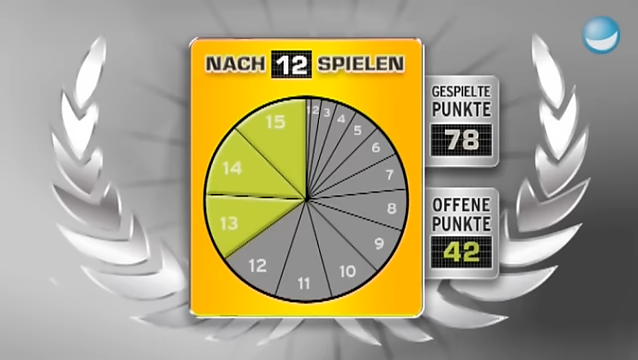 NACH 12 SPIELEN
1 2 3 4 5 6 7 8 9 10 11 12 13 14 15
GESPIELTE
PUNKTE
78
OFFENE
PUNKTE
42